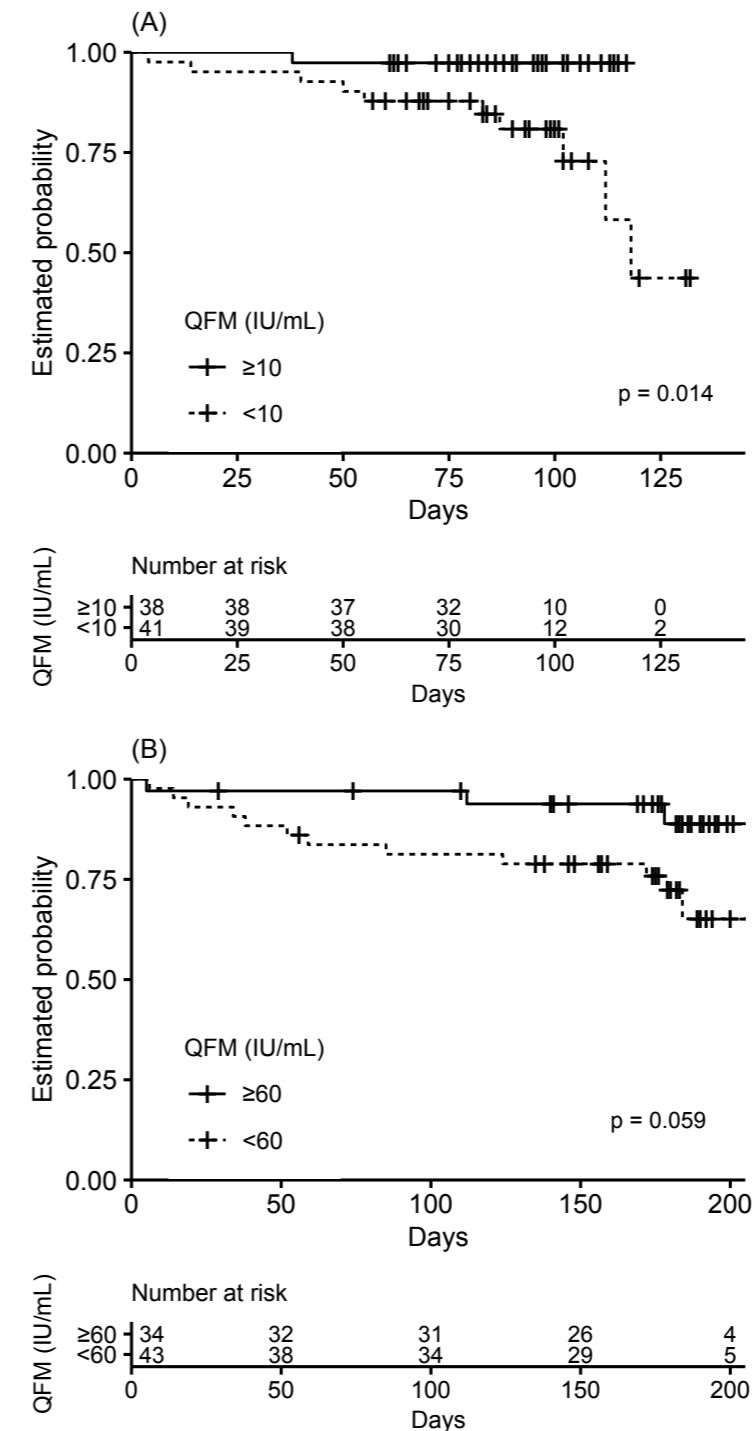 (A)
1.00
0.75
0.50
0.25
0.00
Estimated probability
QFM (IU/mL)
≥10
<10
p = 0.014
0 25 50 75 100 125
Days
Number at risk
QFM (IU/mL)
≥10 38 38 37 32 10 0
<10 41 39 38 30 12 2
0 25 50 75 100 125
Days
(B)
1.00
0.75
0.50
0.25
0.00
Estimated probability
QFM (IU/mL)
≥60
<60
p = 0.059
0 50 100 150 200
Days
Number at risk
QFM (IU/mL)
≥60 34 32 31 26 4
<60 43 38 34 29 5
0 50 100 150 200
Days